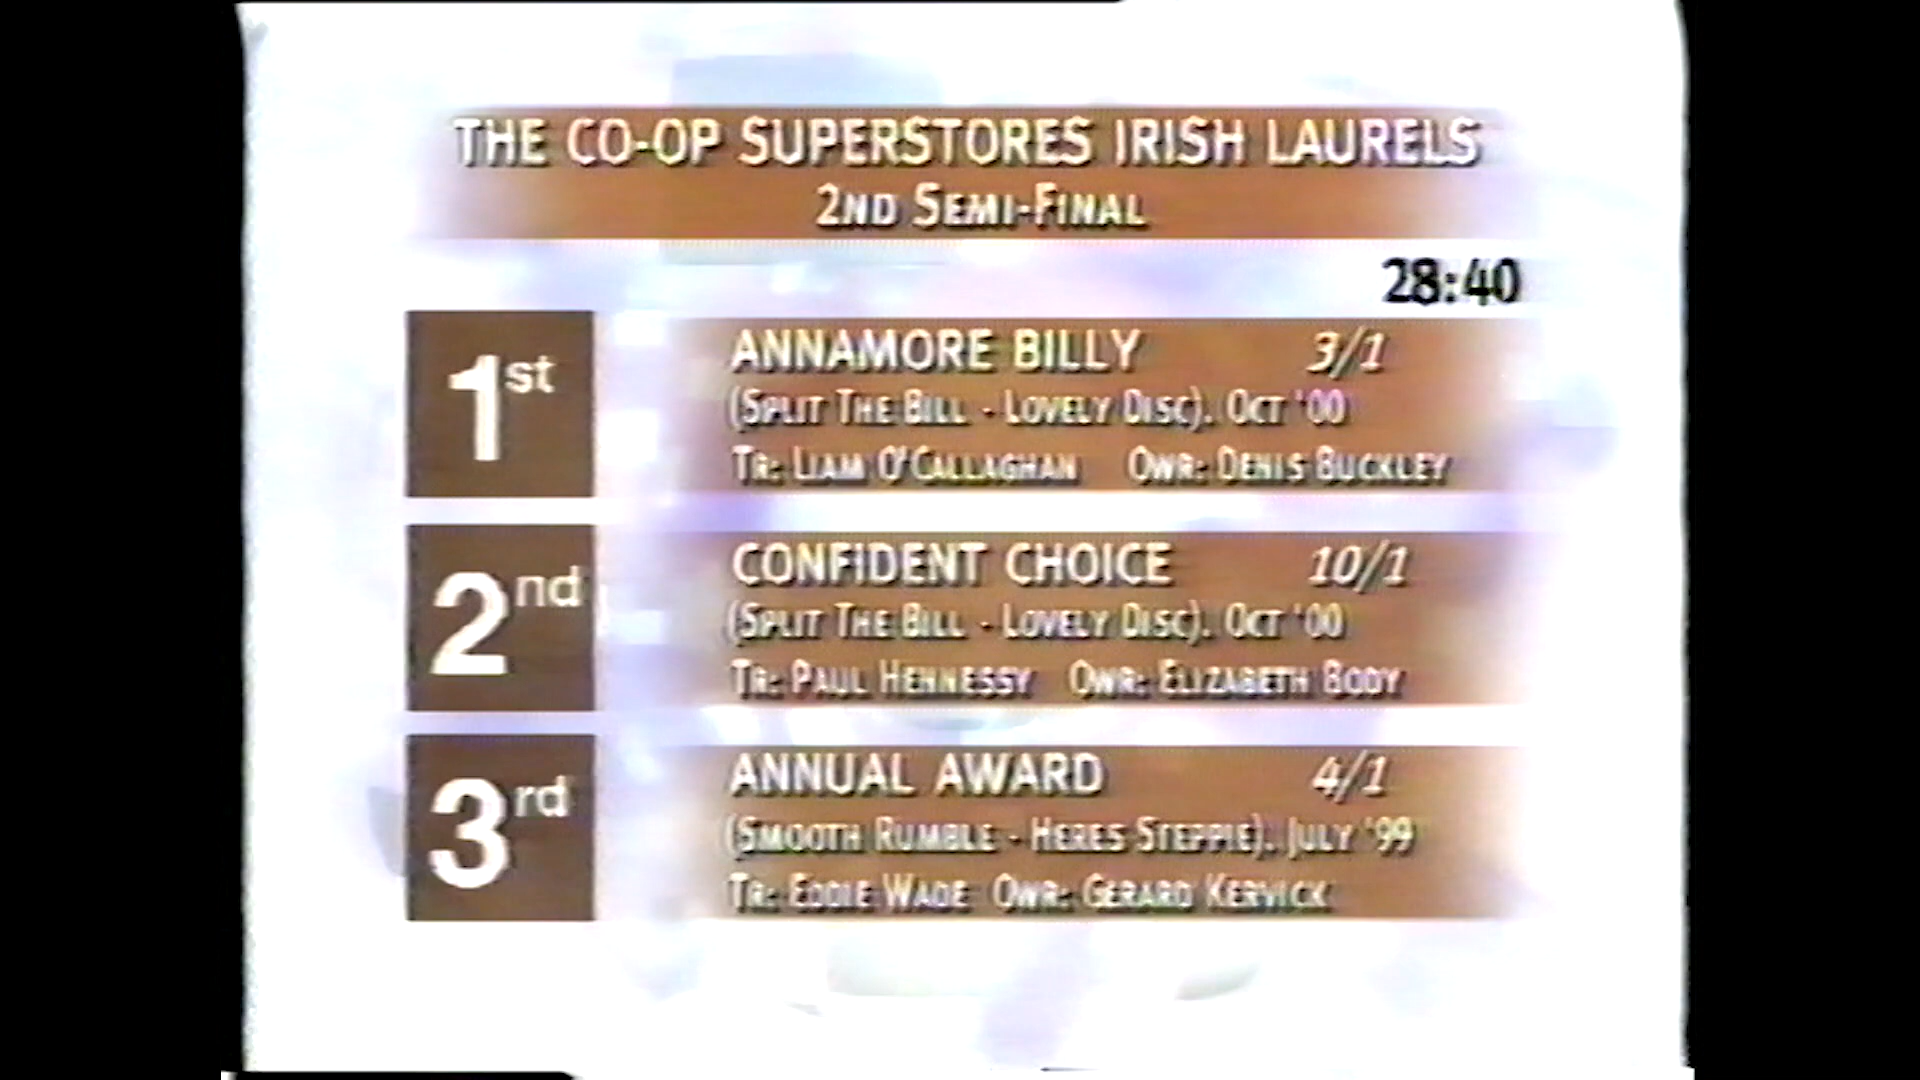 THE CO-OP SUPERSTORES IRISH LAURELS
2ND SEMI-FINAL
28:40
1st
ANNAMORE BILLY 3/1
(SPLIT THE BILL - LOVELY DISC). OCT '00
TR: LIAM O'CALLAGHAN OWR: DENIS BUCKLEY
2nd
CONFIDENT CHOICE 10/1
(SPLIT THE BILL - LOVELY DISC). OCT '00
TR: PAUL HENNESSY OWR: ELIZABETH BODY
3rd
ANNUAL AWARD 4/1
(SMOOTH RUMBLE - HERES STEPPIE). JULY '99
TR: EDDIE WADE OWR: GERARD KERVICK